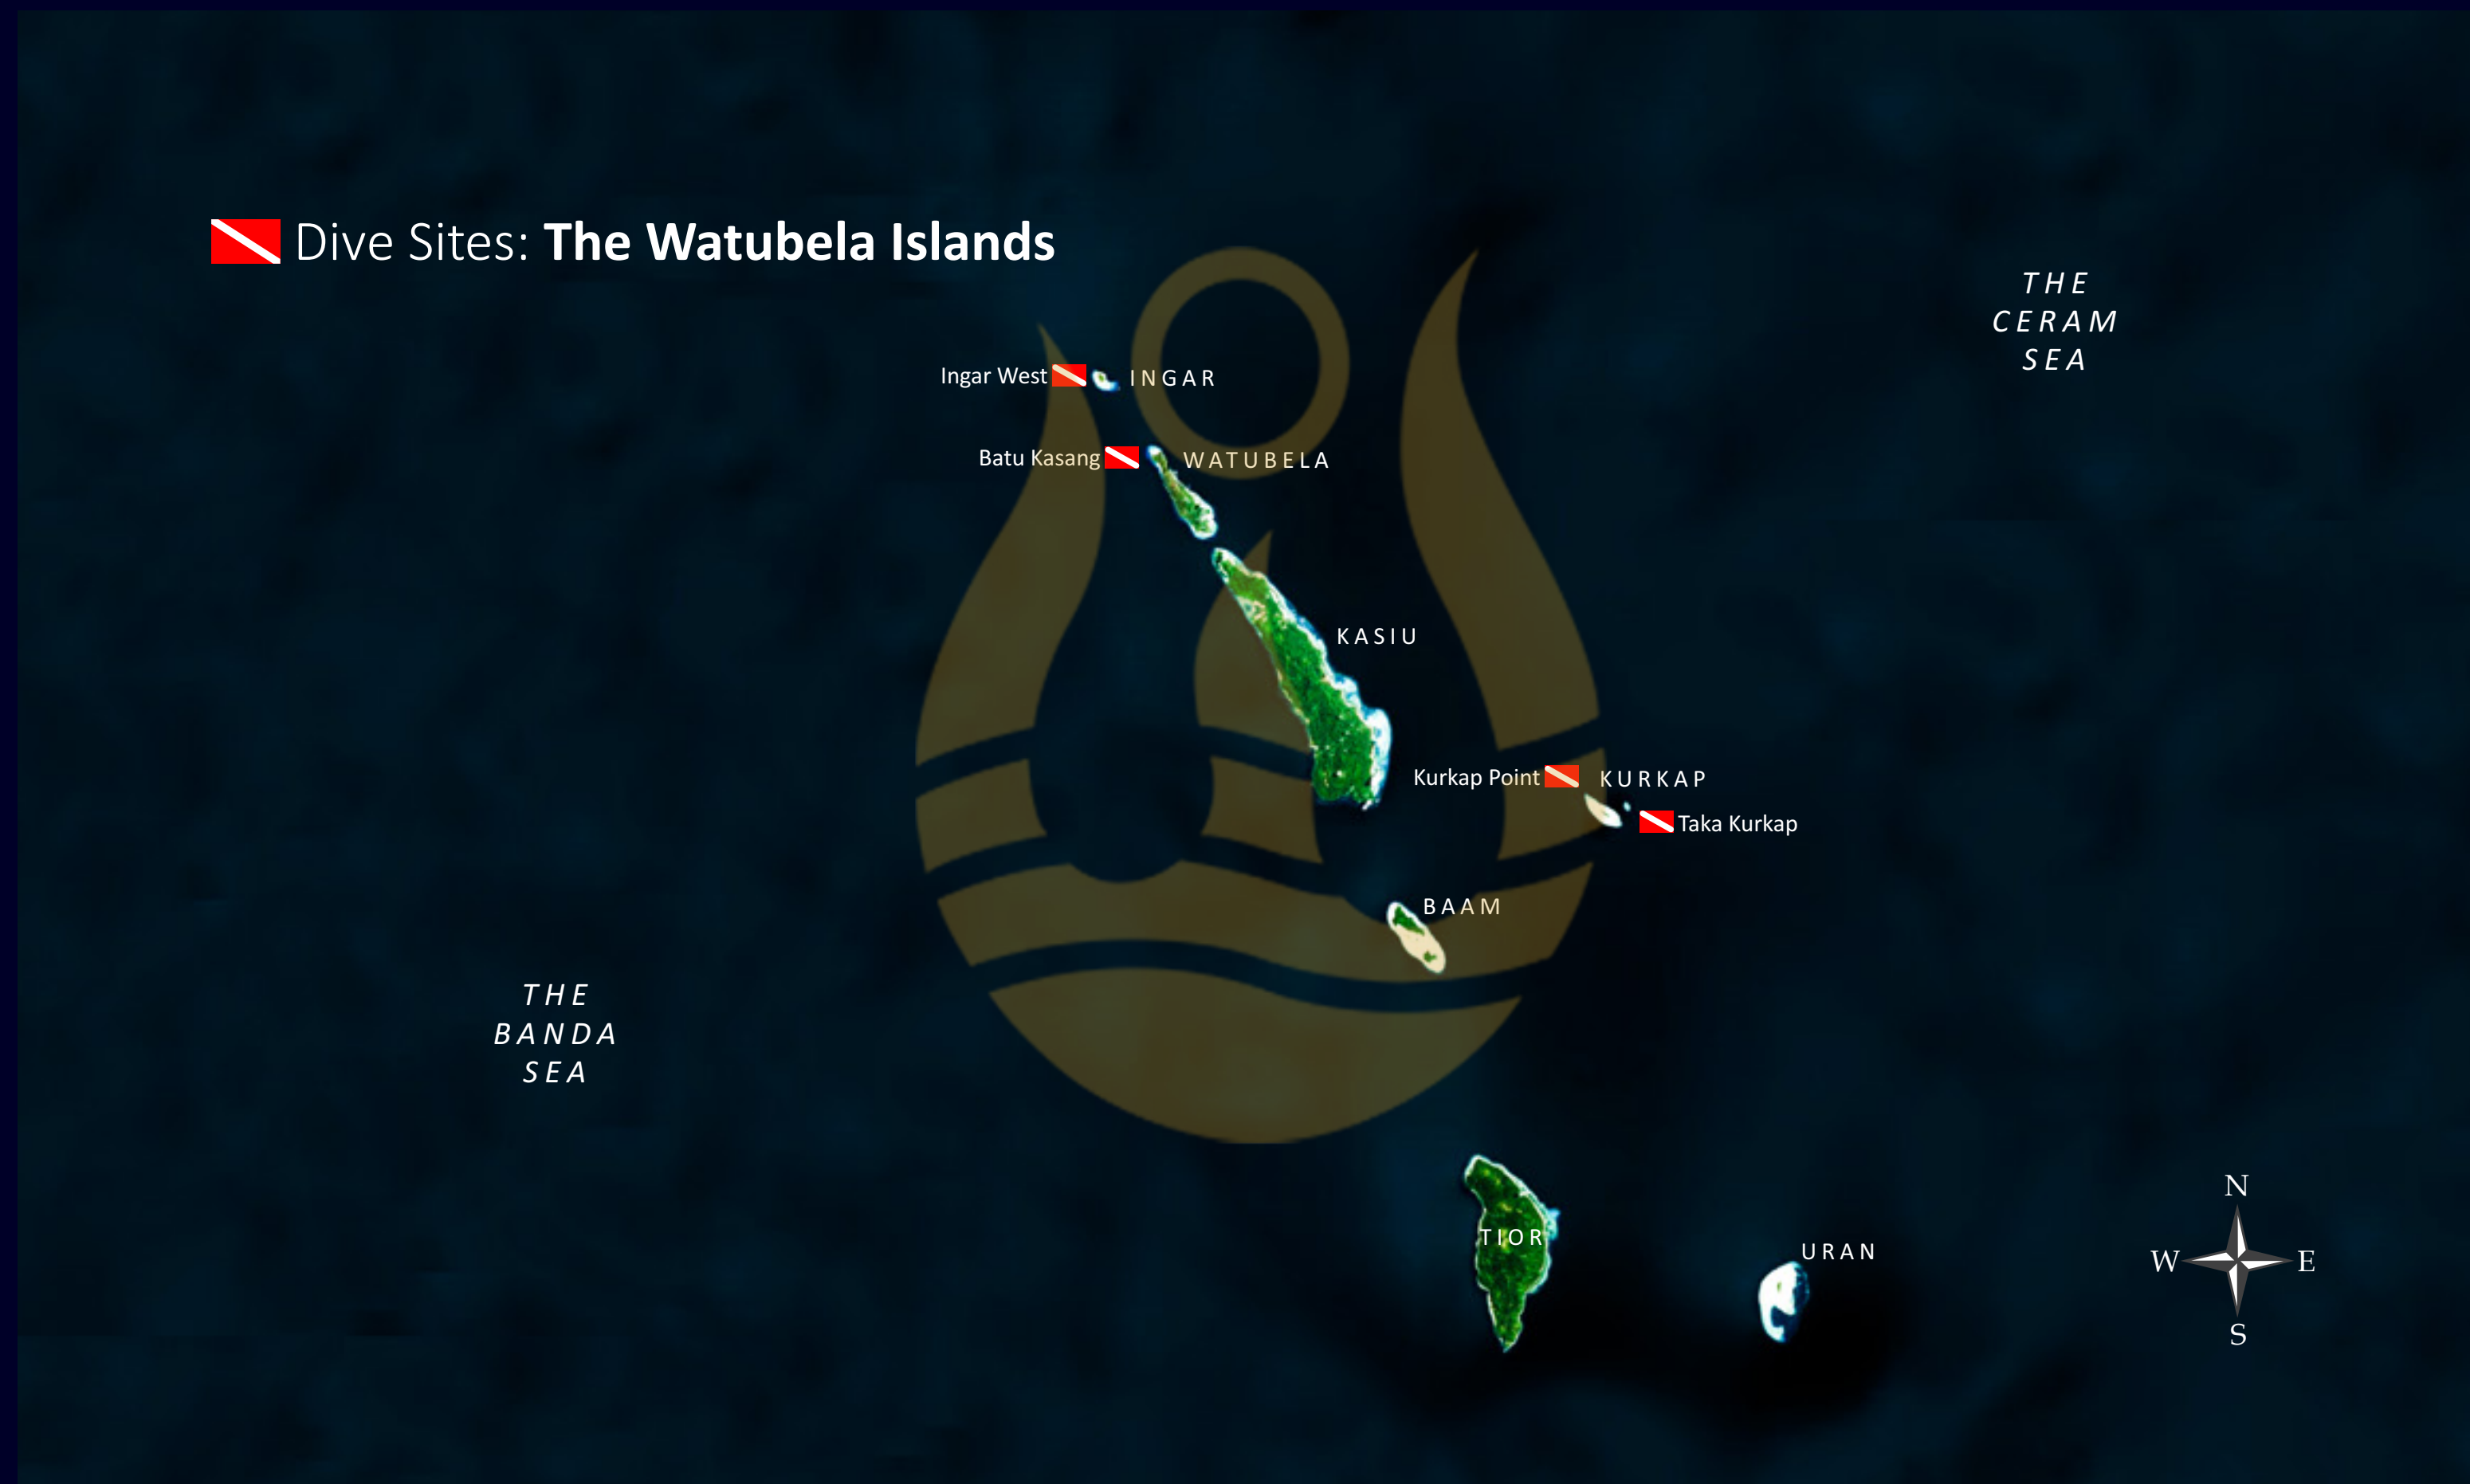 Dive Sites: The Watubela Islands
THE
CERAM
SEA
Ingar West
INGAR
Batu Kasang
WATUBELA
KASIU
Kurkap Point
KURKAP
Taka Kurkap
BAAM
THE
BANDA
SEA
TIOR
URAN
N
W
E
S